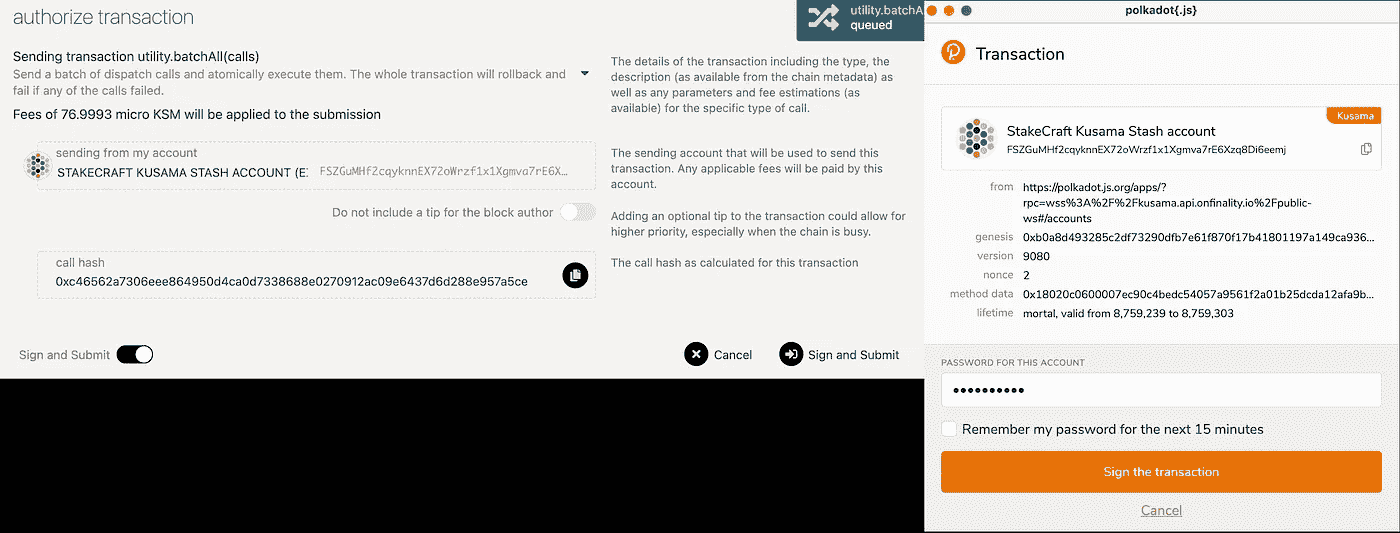 authorize transaction
utility.batchA
queued
Sending transaction utility.batchAll(calls)
Send a batch of dispatch calls and atomically execute them. The whole transaction will rollback and
fail if any of the calls failed.
Fees of 76.9993 micro KSM will be applied to the submission
The details of the transaction including the type, the
description (as available from the chain metadata) as
well as any parameters and fee estimations (as
available) for the specific type of call.
sending from my account
STAKECRAFT KUSAMA STASH ACCOUNT (E
FSZGuMHf2cqyknnEX72oWrzf1x1Xgmva7rE6X…
The sending account that will be used to send this
transaction. Any applicable fees will be paid by this
account.
Do not include a tip for the block author
Adding an optional tip to the transaction could allow for
higher priority, especially when the chain is busy.
call hash
0xc46562a7306eee864950d4ca0d7338688e0270912ac09e6437d6d288e957a5ce
The call hash as calculated for this transaction
Sign and Submit
Cancel
Sign and Submit
polkadot{.js}
Transaction
Kusama
StakeCraft Kusama Stash account
FSZGuMHf2cqyknnEX72oWrzf1x1Xgmva7rE6Xzq8Di6eemj
from https://polkadot.js.org/apps/?
rpc=wss%3A%2F%2Fkusama.api.onfinality.io%2Fpublic-
ws#/accounts
genesis 0xb0a8d493285c2df73290dfb7e61f870f17b41801197a149ca936...
version 9080
nonce 2
method data 0x18020c0600007ec90c4bedc54057a9561f2a01b25dcda12afa9b...
lifetime mortal, valid from 8,759,239 to 8,759,303
PASSWORD FOR THIS ACCOUNT
••••••••••
Remember my password for the next 15 minutes
Sign the transaction
Cancel